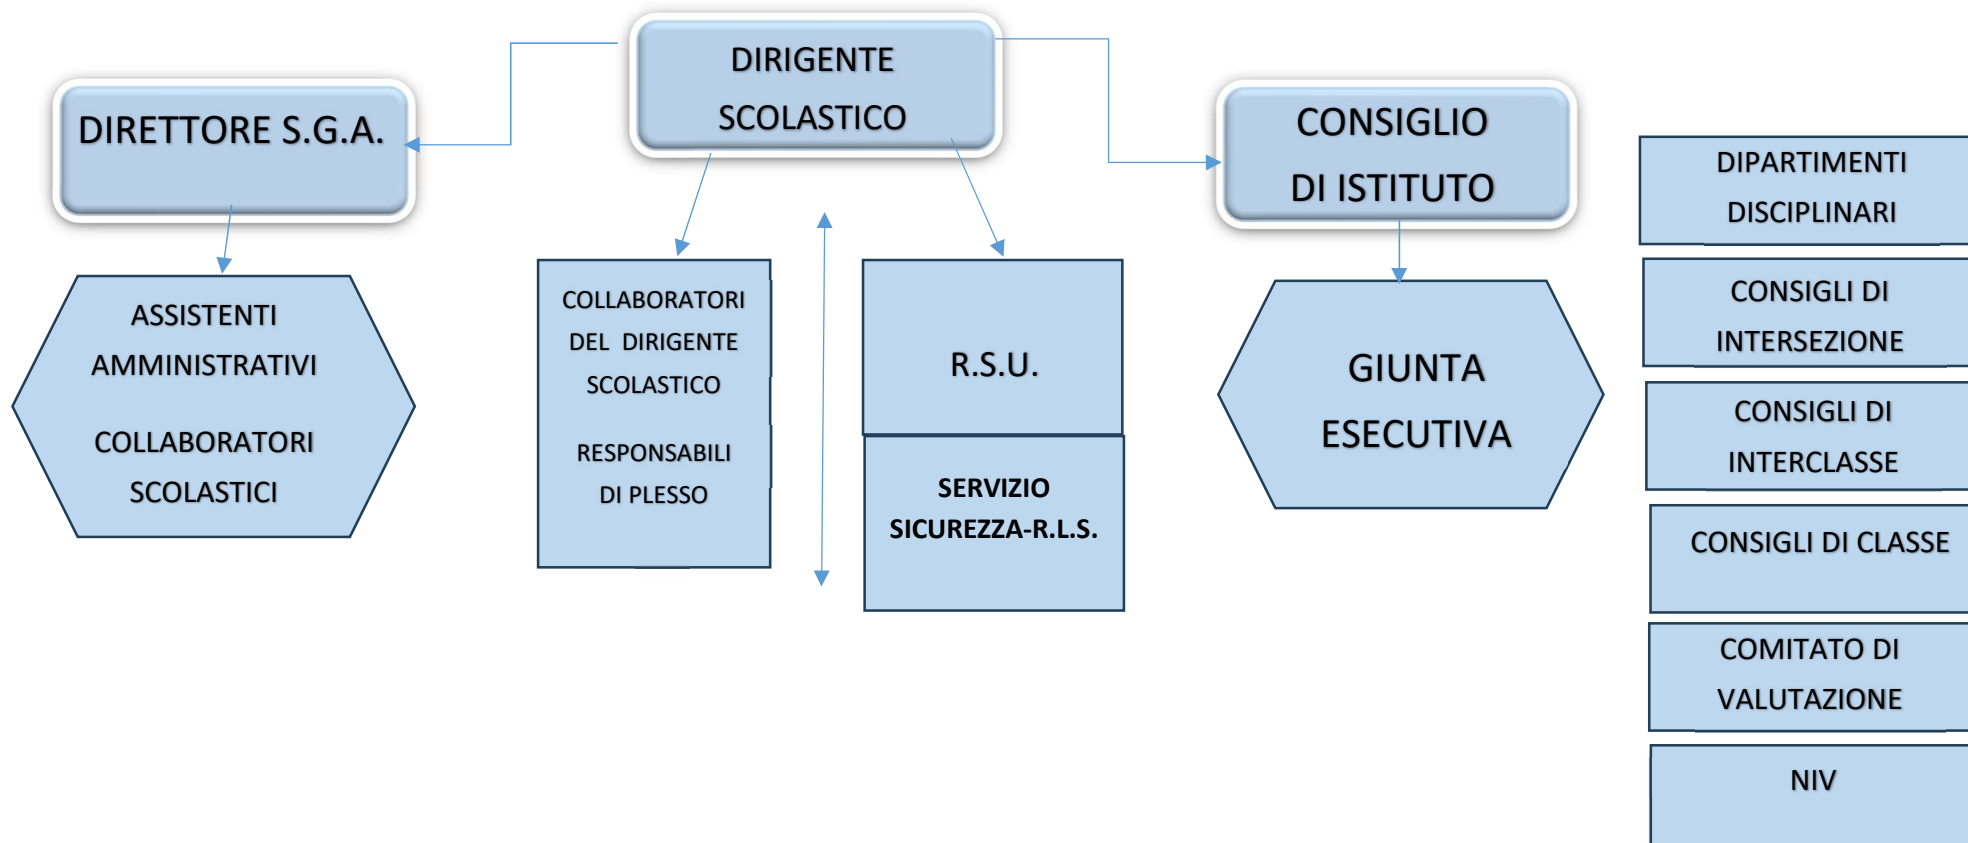 DIRIGENTE
SCOLASTICO
DIRETTORE S.G.A.
CONSIGLIO
DI ISTITUTO
ASSISTENTI
AMMINISTRATIVI
COLLABORATORI
SCOLASTICI
COLLABORATORI
DEL DIRIGENTE
SCOLASTICO
RESPONSABILI
DI PLESSO
R.S.U.
SERVIZIO
SICUREZZA-R.L.S.
GIUNTA
ESECUTIVA
DIPARTIMENTI
DISCIPLINARI
CONSIGLI DI
INTERSEZIONE
CONSIGLI DI
INTERCLASSE
CONSIGLI DI CLASSE
COMITATO DI
VALUTAZIONE
NIV